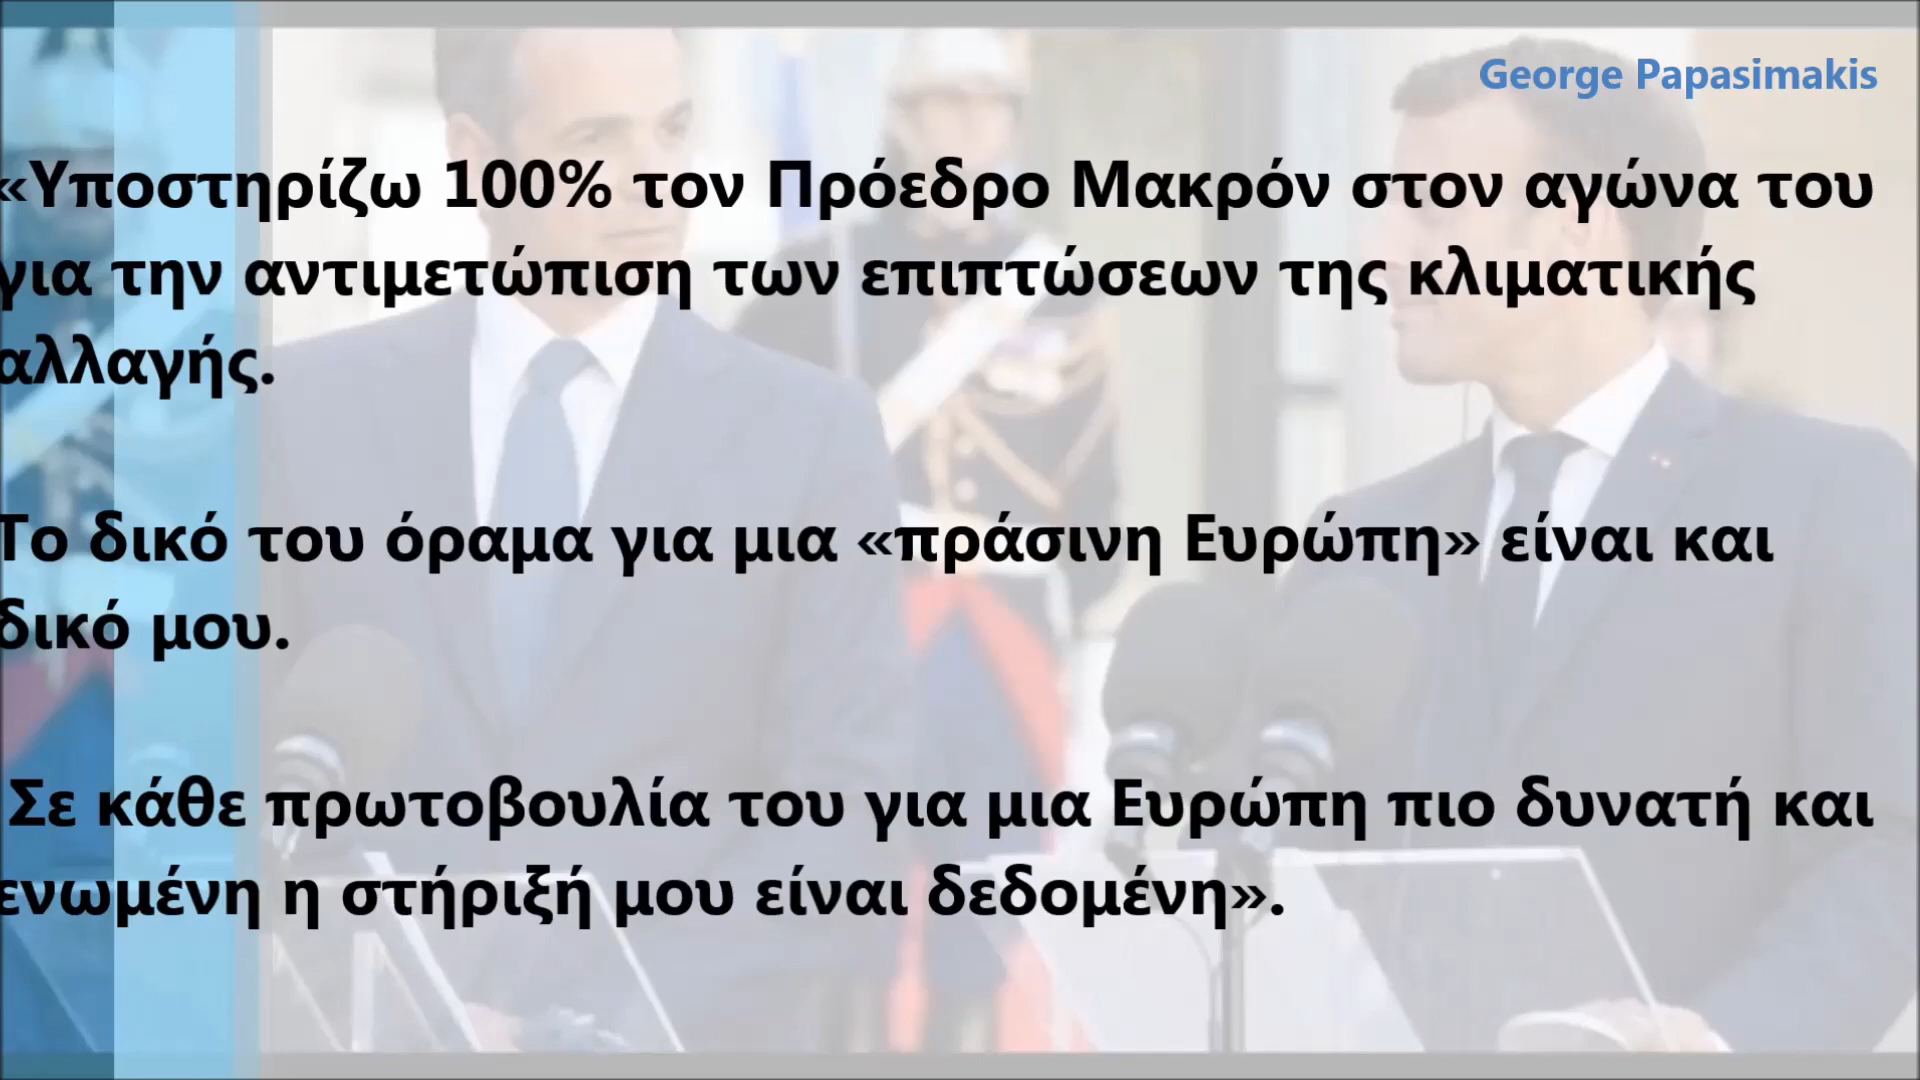 George Papasimakis
«Υποστηρίζω 100% τον Πρόεδρο Μακρόν στον αγώνα του
για την αντιμετώπιση των επιπτώσεων της κλιματικής
αλλαγής.
Το δικό του όραμα για μια «πράσινη Ευρώπη» είναι και
δικό μου.
Σε κάθε πρωτοβουλία του για μια Ευρώπη πιο δυνατή και
ενωμένη η στήριξή μου είναι δεδομένη».